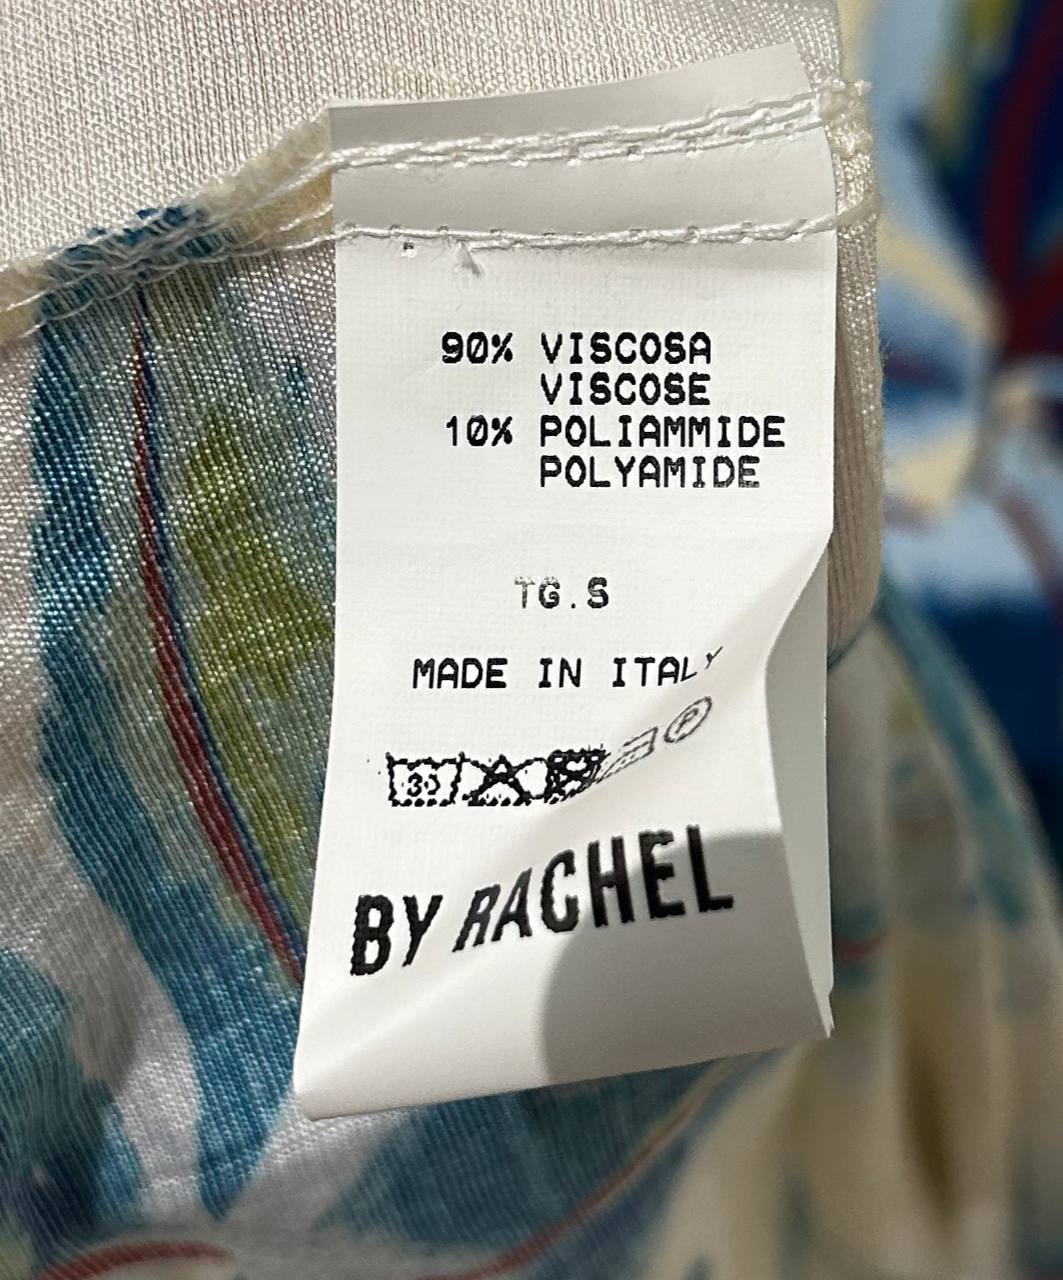 90% VISCOSA
VISCOSE
10% POLIAMMIDE
POLYAMIDE
TG.S
MADE IN ITALY
30 P
BY RACHEL